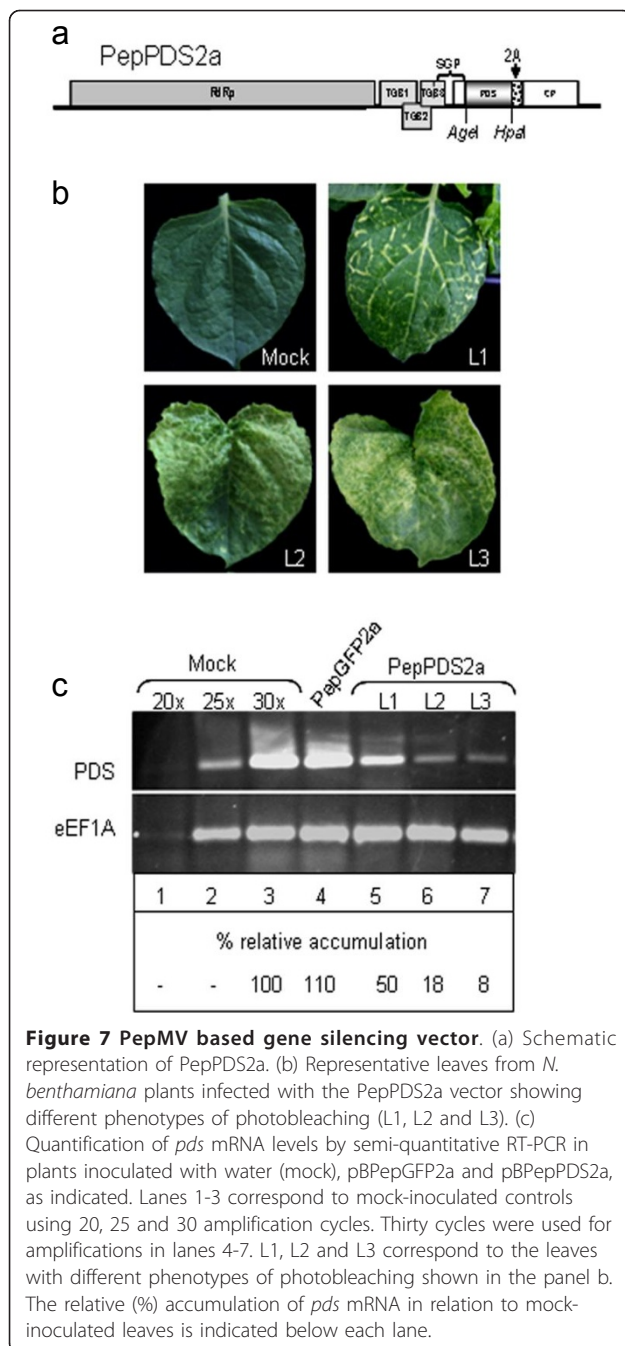 a
PepPDS2a
2A
SGP
RdRp
TGB1
TGB3
PDS
CP
TGB2
AgeI
HpaI
b
Mock
L1
L2
L3
c
Mock
PepGFP2a
PepPDS2a
20x 25x 30x
L1 L2 L3
PDS
eEF1A
1 2 3 4 5 6 7
% relative accumulation
- - 100 110 50 18 8
Figure 7 PepMV based gene silencing vector. (a) Schematic
representation of PepPDS2a. (b) Representative leaves from N.
benthamiana plants infected with the PepPDS2a vector showing
different phenotypes of photobleaching (L1, L2 and L3). (c)
Quantification of pds mRNA levels by semi-quantitative RT-PCR in
plants inoculated with water (mock), pBPepGFP2a and pBPepPDS2a,
as indicated. Lanes 1-3 correspond to mock-inoculated controls
using 20, 25 and 30 amplification cycles. Thirty cycles were used for
amplifications in lanes 4-7. L1, L2 and L3 correspond to the leaves
with different phenotypes of photobleaching shown in the panel b.
The relative (%) accumulation of pds mRNA in relation to mock-
inoculated leaves is indicated below each lane.